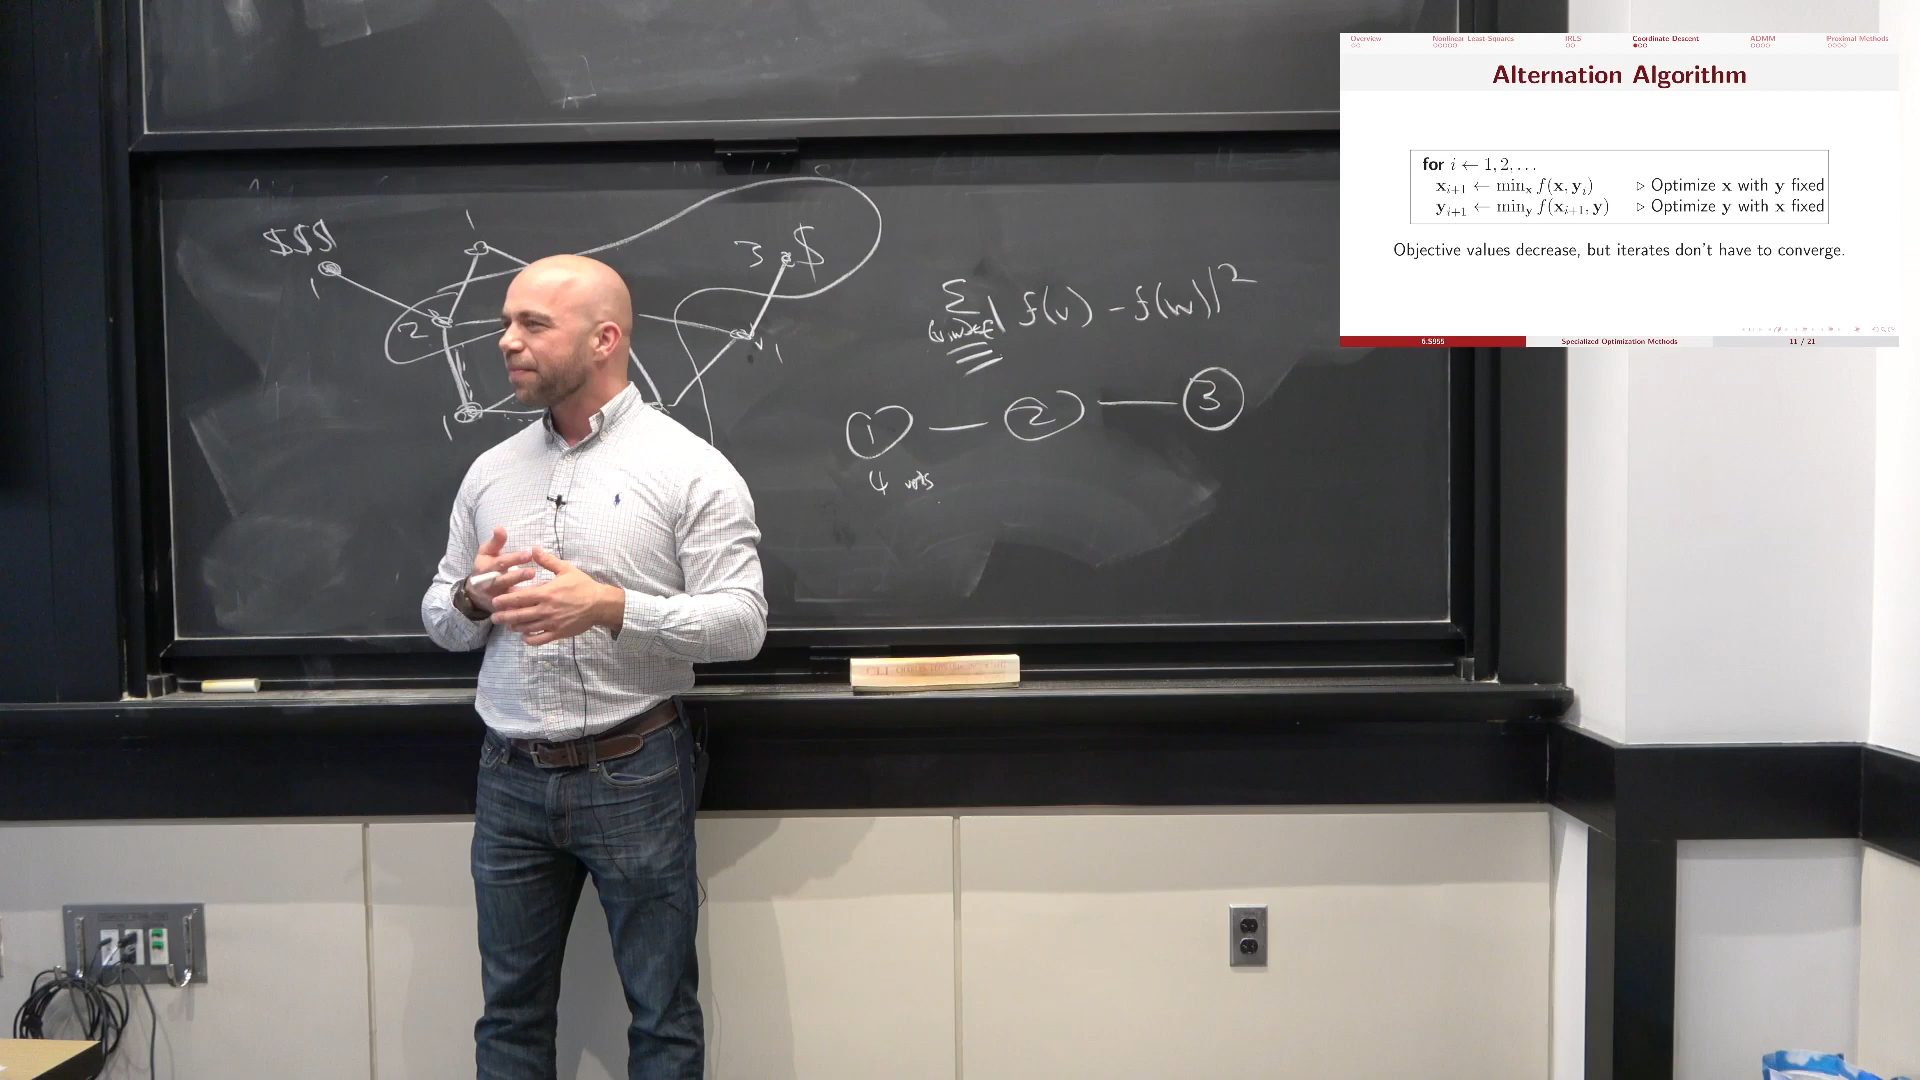 $$$
1
1
2
1
3 $
1
Σ |f(v) - f(w)|²
(v,w)∈E
1 — 2 — 3
4 volts
Overview Nonlinear Least-Squares IRLS Coordinate Descent ADMM Proximal Methods
Alternation Algorithm
for i ← 1, 2, . . .
x_{i+1} ← min_x f(x, y_i) ▷ Optimize x with y fixed
y_{i+1} ← min_y f(x_{i+1}, y) ▷ Optimize y with x fixed
Objective values decrease, but iterates don't have to converge.
6.S955 Specialized Optimization Methods 11 / 21